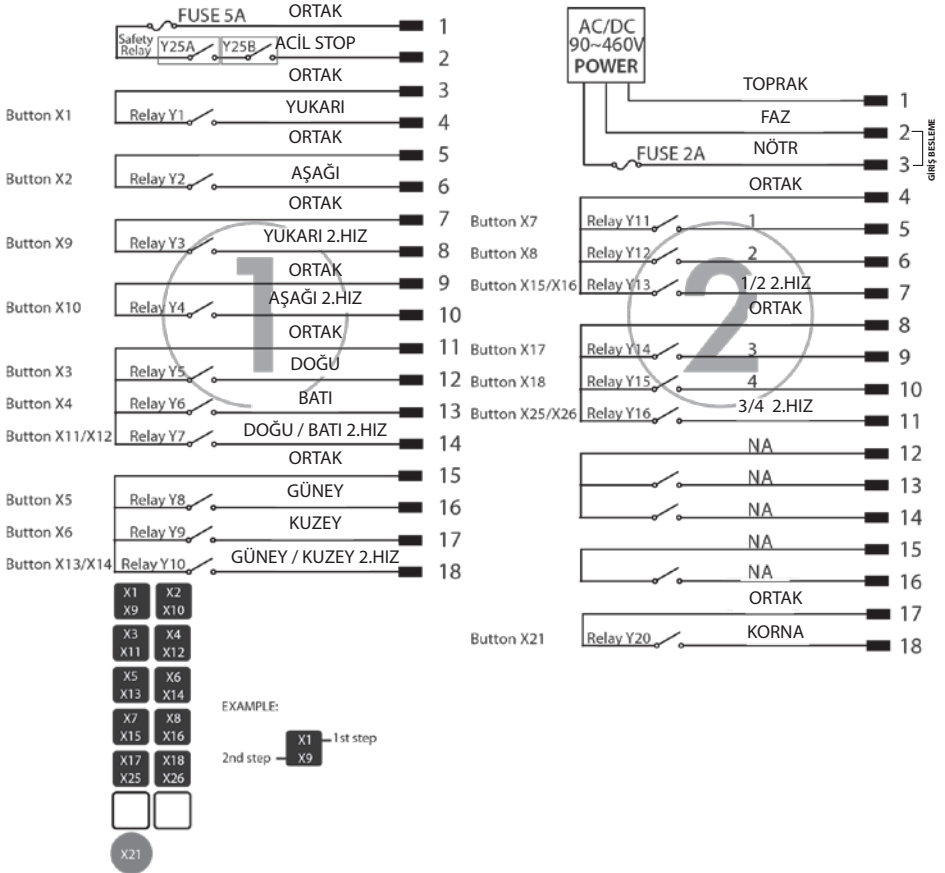 FUSE 5A ORTAK 1
Safety Relay Y25A Y25B ACİL STOP 2
ORTAK 3
Button X1 Relay Y1 YUKARI 4
ORTAK 5
Button X2 Relay Y2 AŞAĞI 6
ORTAK 7
Button X9 Relay Y3 YUKARI 2.HIZ 8
ORTAK 9
Button X10 Relay Y4 AŞAĞI 2.HIZ 10
ORTAK 11
Button X3 Relay Y5 DOĞU 12
Button X4 Relay Y6 BATI 13
Button X11/X12 Relay Y7 DOĞU / BATI 2.HIZ 14
ORTAK 15
Button X5 Relay Y8 GÜNEY 16
Button X6 Relay Y9 KUZEY 17
Button X13/X14 Relay Y10 GÜNEY / KUZEY 2.HIZ 18
1
AC/DC
90~460V
POWER
TOPRAK 1
FAZ 2
FUSE 2A NÖTR 3
GİRİŞ BESLEME
ORTAK 4
Button X7 Relay Y11 1 5
Button X8 Relay Y12 2 6
Button X15/X16 Relay Y13 1/2 2.HIZ 7
ORTAK 8
Button X17 Relay Y14 3 9
Button X18 Relay Y15 4 10
Button X25/X26 Relay Y16 3/4 2.HIZ 11
NA 12
NA 13
NA 14
NA 15
NA 16
ORTAK 17
Button X21 Relay Y20 KORNA 18
2
X1 X2
X9 X10
X3 X4
X11 X12
X5 X6
X13 X14
X7 X8
X15 X16
X17 X18
X25 X26
X21
EXAMPLE:
X1 1st step
2nd step X9